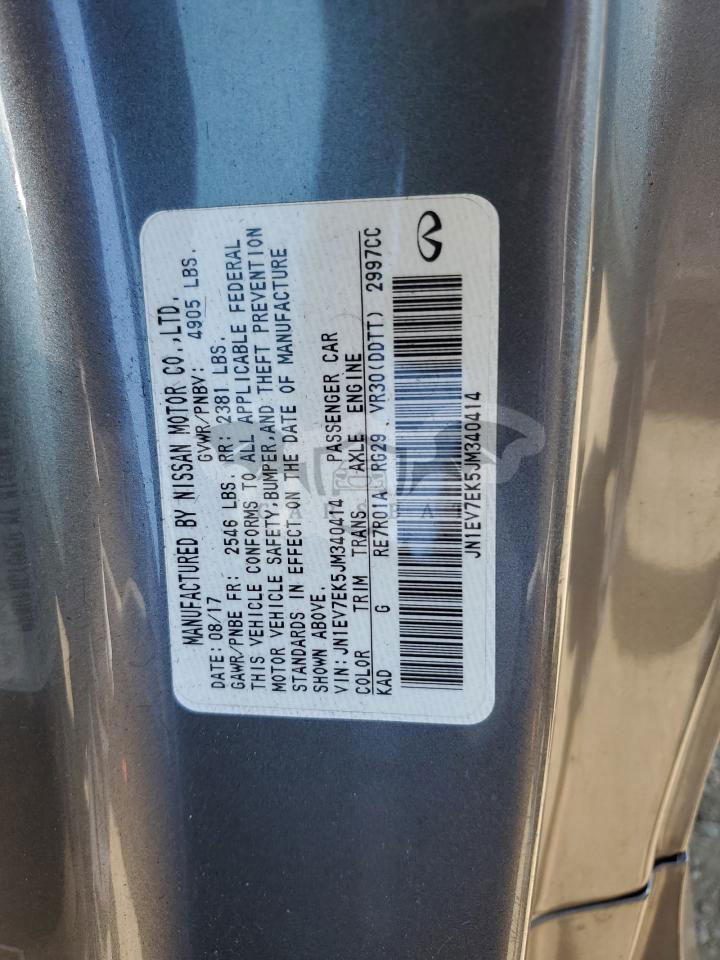 MANUFACTURED BY NISSAN MOTOR CO.,LTD.
DATE: 08/17 GVWR/PNBV: 4905 LBS.
GAWR/PNBE FR: 2546 LBS. RR: 2381 LBS.
THIS VEHICLE CONFORMS TO ALL APPLICABLE FEDERAL
MOTOR VEHICLE SAFETY,BUMPER,AND THEFT PREVENTION
STANDARDS IN EFFECT ON THE DATE OF MANUFACTURE
SHOWN ABOVE.
VIN: JN1EV7EK5JM340414 PASSENGER CAR
COLOR TRIM TRANS AXLE ENGINE
KAD G RE7R01A RG29 VR30(DDTT) 2997CC
JN1EV7EK5JM340414